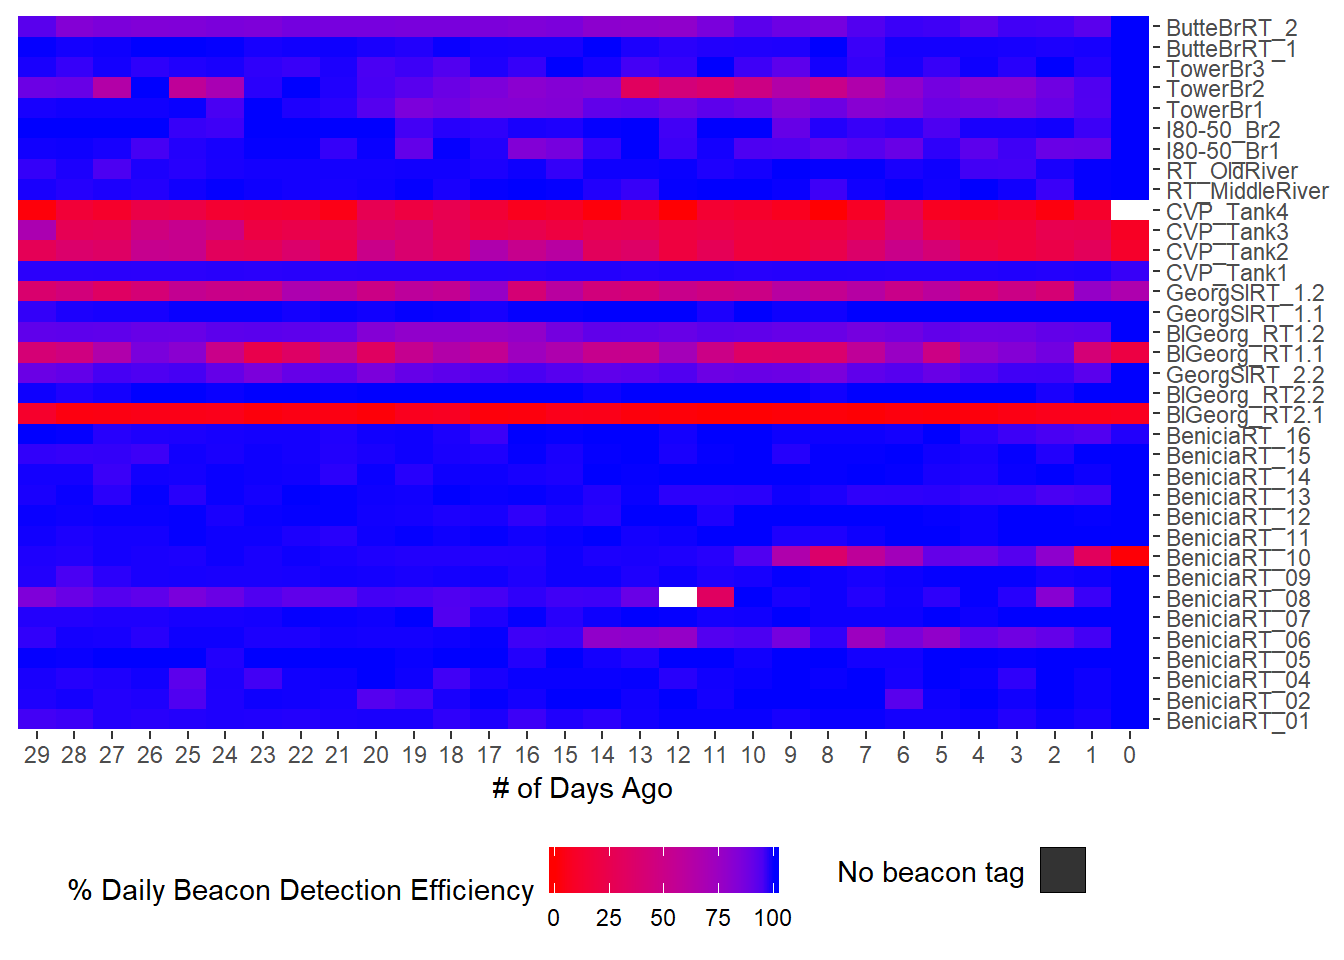 ButteBrRT_2
ButteBrRT_1
TowerBr3
TowerBr2
TowerBr1
I80-50_Br2
I80-50_Br1
RT_OldRiver
RT_MiddleRiver
CVP_Tank4
CVP_Tank3
CVP_Tank2
CVP_Tank1
GeorgSlRT_1.2
GeorgSlRT_1.1
BlGeorg_RT1.2
BlGeorg_RT1.1
GeorgSlRT_2.2
BlGeorg_RT2.2
BlGeorg_RT2.1
BeniciaRT_16
BeniciaRT_15
BeniciaRT_14
BeniciaRT_13
BeniciaRT_12
BeniciaRT_11
BeniciaRT_10
BeniciaRT_09
BeniciaRT_08
BeniciaRT_07
BeniciaRT_06
BeniciaRT_05
BeniciaRT_04
BeniciaRT_02
BeniciaRT_01
29 28 27 26 25 24 23 22 21 20 19 18 17 16 15 14 13 12 11 10 9 8 7 6 5 4 3 2 1 0
# of Days Ago
% Daily Beacon Detection Efficiency
0 25 50 75 100
No beacon tag